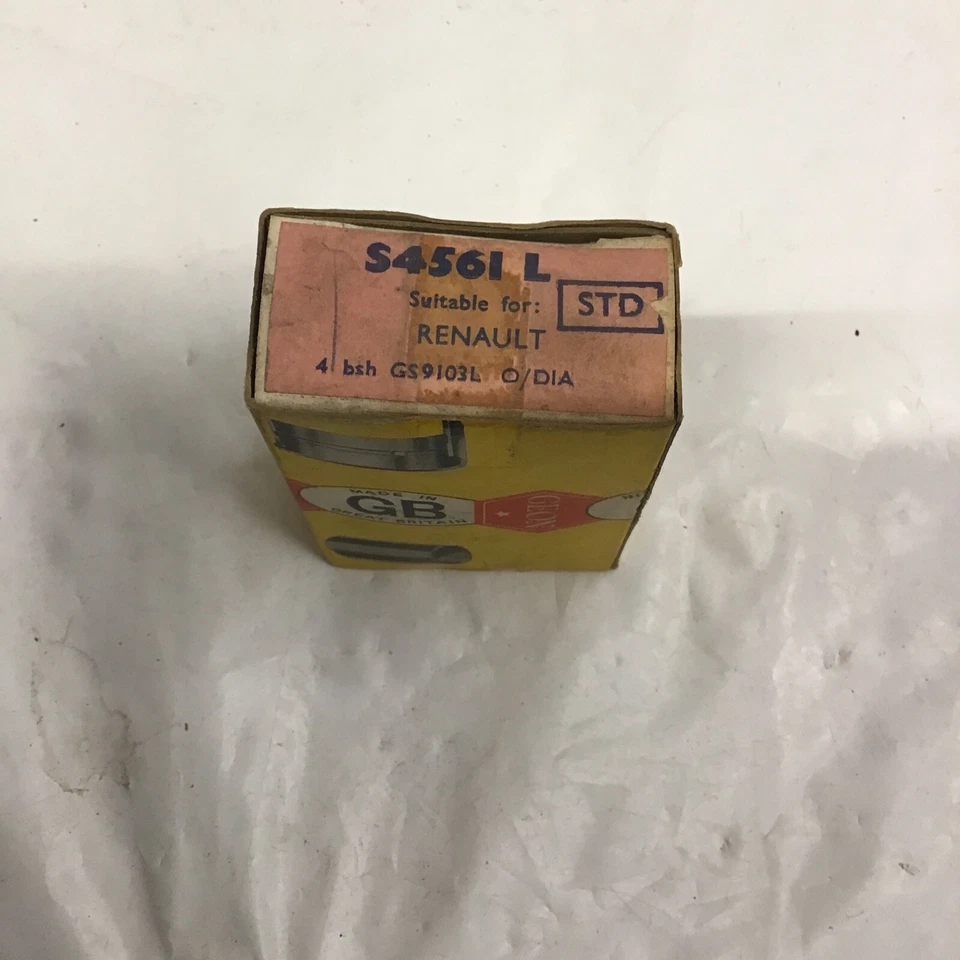 S4561 L
Suitable for: STD
RENAULT
4 bsh GS9103L O/DIA
MADE IN
GB
GREAT BRITAIN